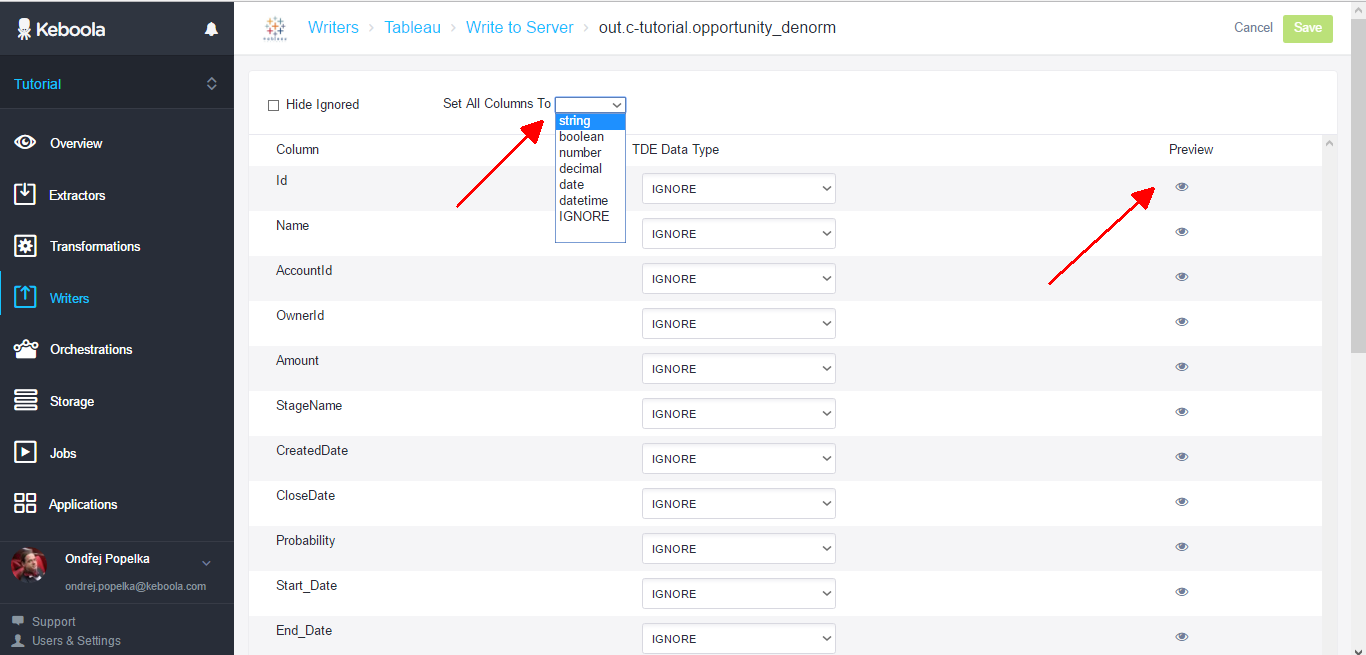 Keboola
Writers › Tableau › Write to Server › out.c-tutorial.opportunity_denorm
Cancel
Save
Tutorial
Overview
Extractors
Transformations
Writers
Orchestrations
Storage
Jobs
Applications
Ondřej Popelka
ondrej.popelka@keboola.com
Support
Users & Settings
Hide Ignored
Set All Columns To
string
boolean
number
decimal
date
datetime
IGNORE
Column TDE Data Type Preview
Id IGNORE
Name IGNORE
AccountId IGNORE
OwnerId IGNORE
Amount IGNORE
StageName IGNORE
CreatedDate IGNORE
CloseDate IGNORE
Probability IGNORE
Start_Date IGNORE
End_Date IGNORE